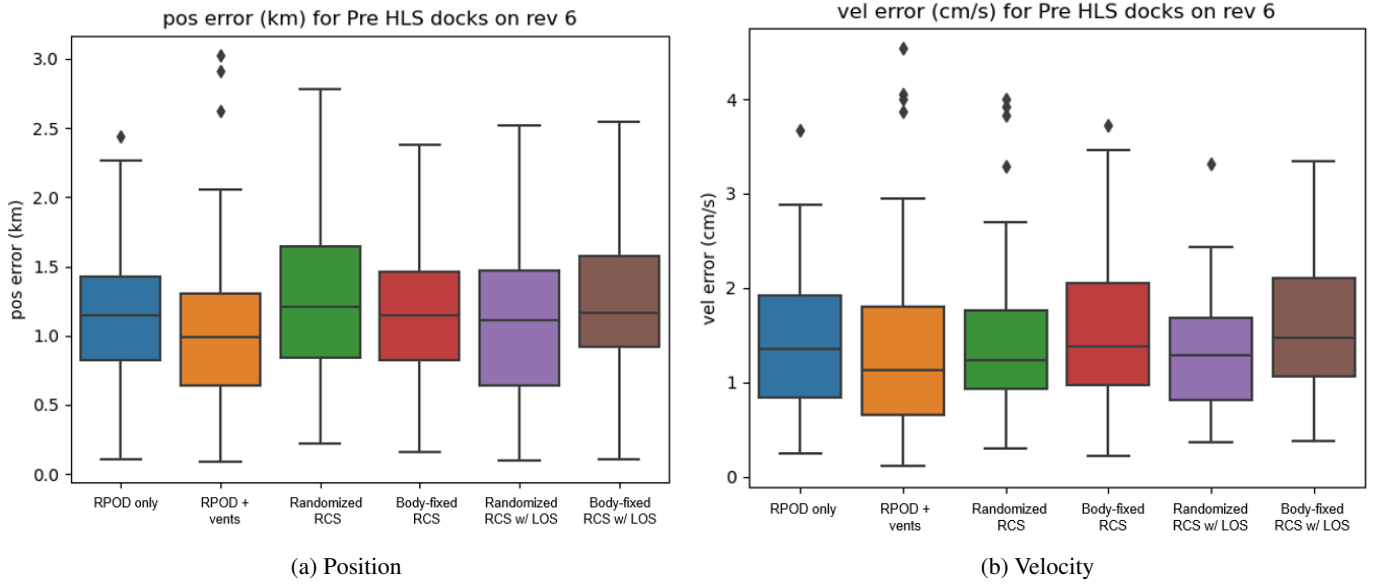 pos error (km) for Pre HLS docks on rev 6
pos error (km)
3.0
2.5
2.0
1.5
1.0
0.5
0.0
RPOD only
RPOD +
vents
Randomized
RCS
Body-fixed
RCS
Randomized
RCS w/ LOS
Body-fixed
RCS w/ LOS
(a) Position
vel error (cm/s) for Pre HLS docks on rev 6
vel error (cm/s)
4
3
2
1
0
RPOD only
RPOD +
vents
Randomized
RCS
Body-fixed
RCS
Randomized
RCS w/ LOS
Body-fixed
RCS w/ LOS
(b) Velocity